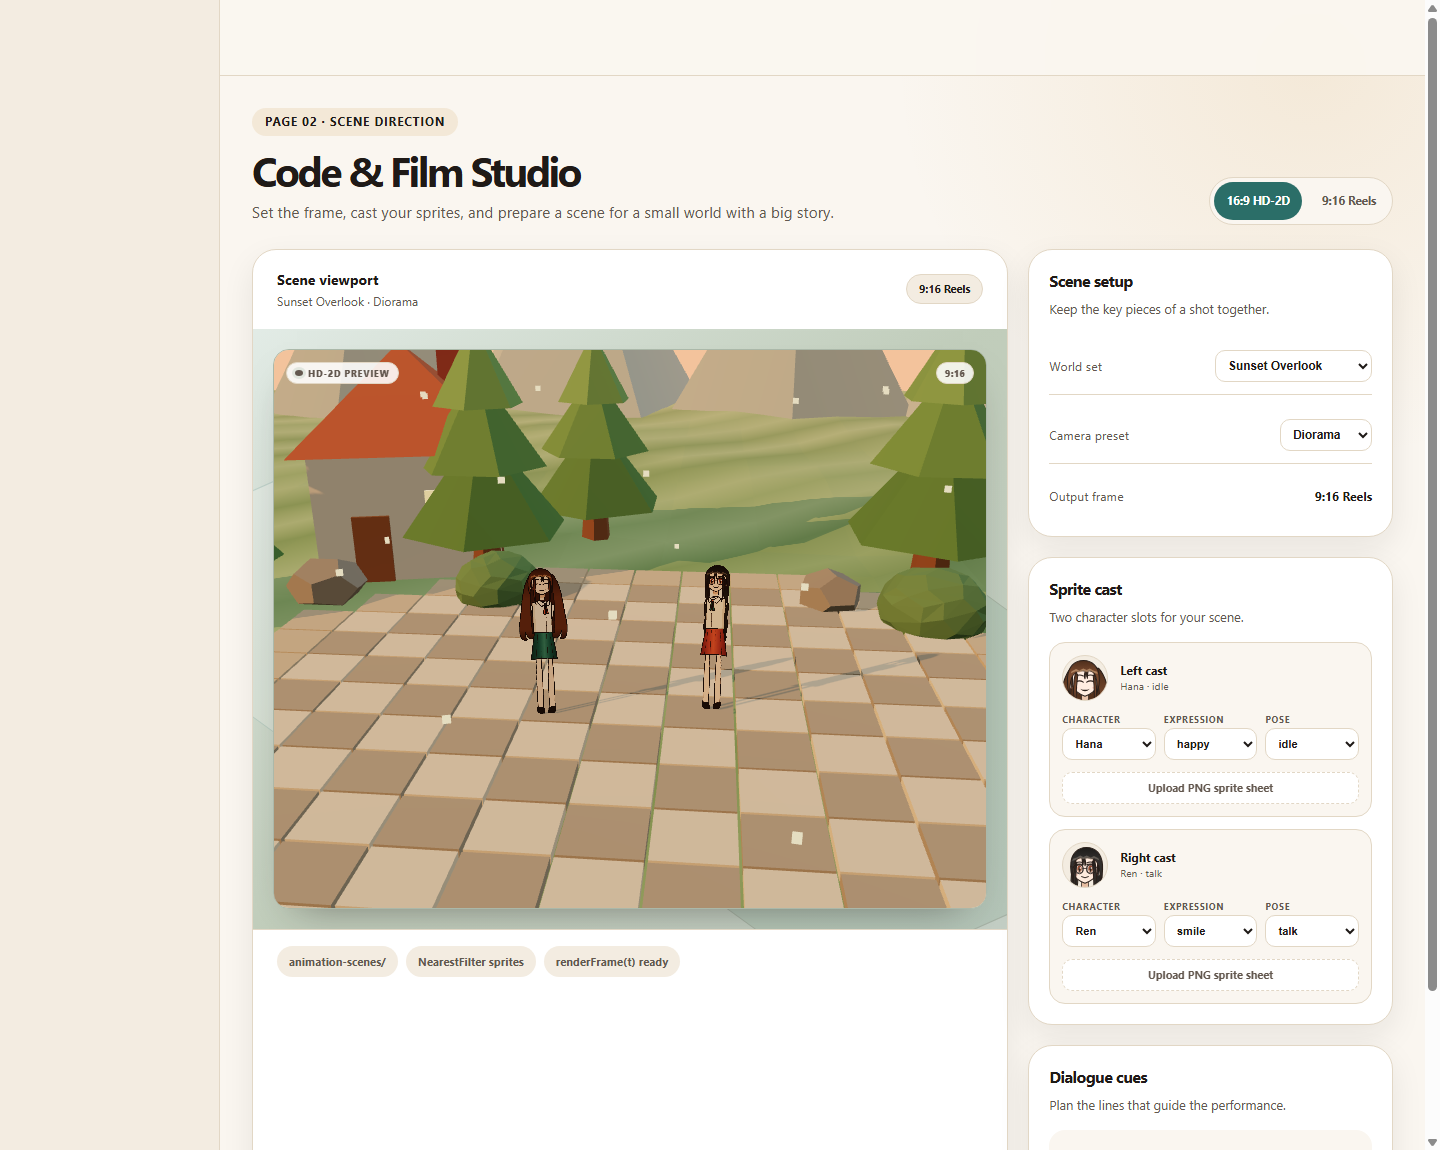 PAGE 02 · SCENE DIRECTION
Code & Film Studio
Set the frame, cast your sprites, and prepare a scene for a small world with a big story.
16:9 HD-2D
9:16 Reels
Scene viewport
Sunset Overlook · Diorama
9:16 Reels
HD-2D PREVIEW
9:16
animation-scenes/
NearestFilter sprites
renderFrame(t) ready
Scene setup
Keep the key pieces of a shot together.
World set
Sunset Overlook
Camera preset
Diorama
Output frame
9:16 Reels
Sprite cast
Two character slots for your scene.
Left cast
Hana · idle
CHARACTER EXPRESSION POSE
Hana happy idle
Upload PNG sprite sheet
Right cast
Ren · talk
CHARACTER EXPRESSION POSE
Ren smile talk
Upload PNG sprite sheet
Dialogue cues
Plan the lines that guide the performance.